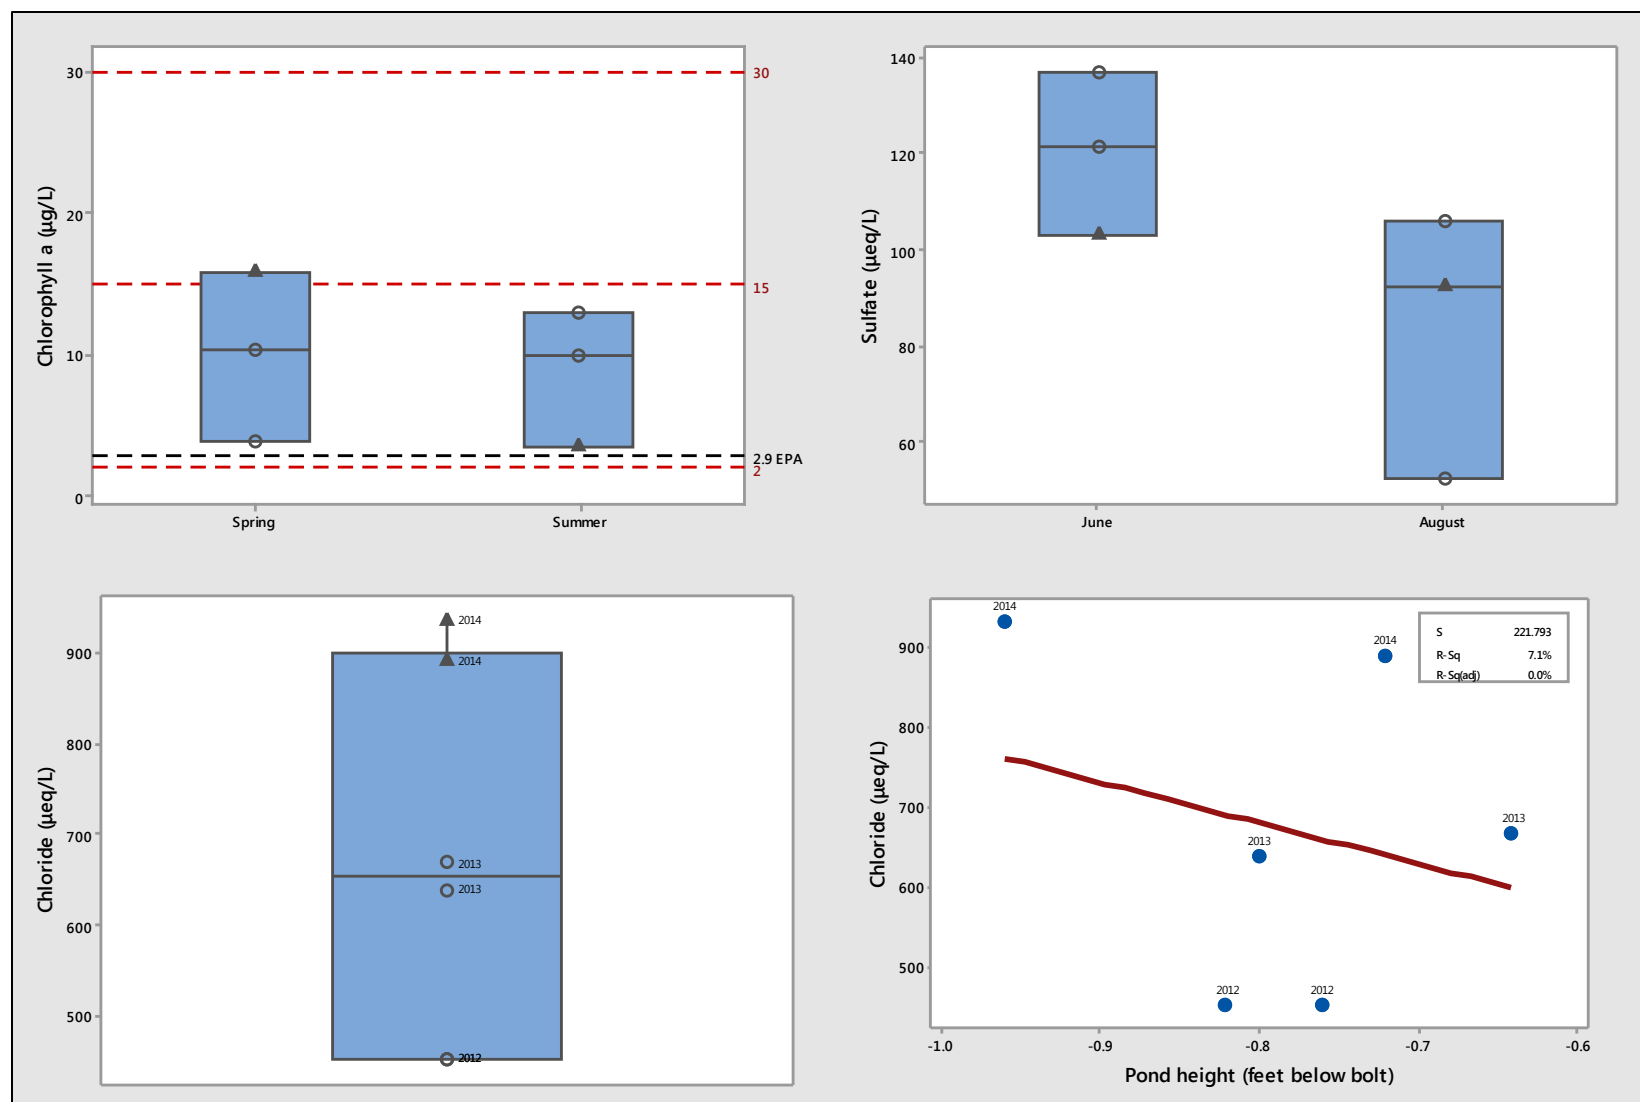 Chlorophyll a (µg/L)
30
20
10
0
30
15
2.9 EPA
2
Spring
Summer
Sulfate (µeq/L)
140
120
100
80
60
June
August
Chloride (µeq/L)
900
800
700
600
500
2014
2014
2013
2013
2012
Chloride (µeq/L)
900
800
700
600
500
2014
2014
2013
2013
2012
2012
S 221.793
R-Sq 7.1%
R-Sq(adj) 0.0%
-1.0
-0.9
-0.8
-0.7
-0.6
Pond height (feet below bolt)